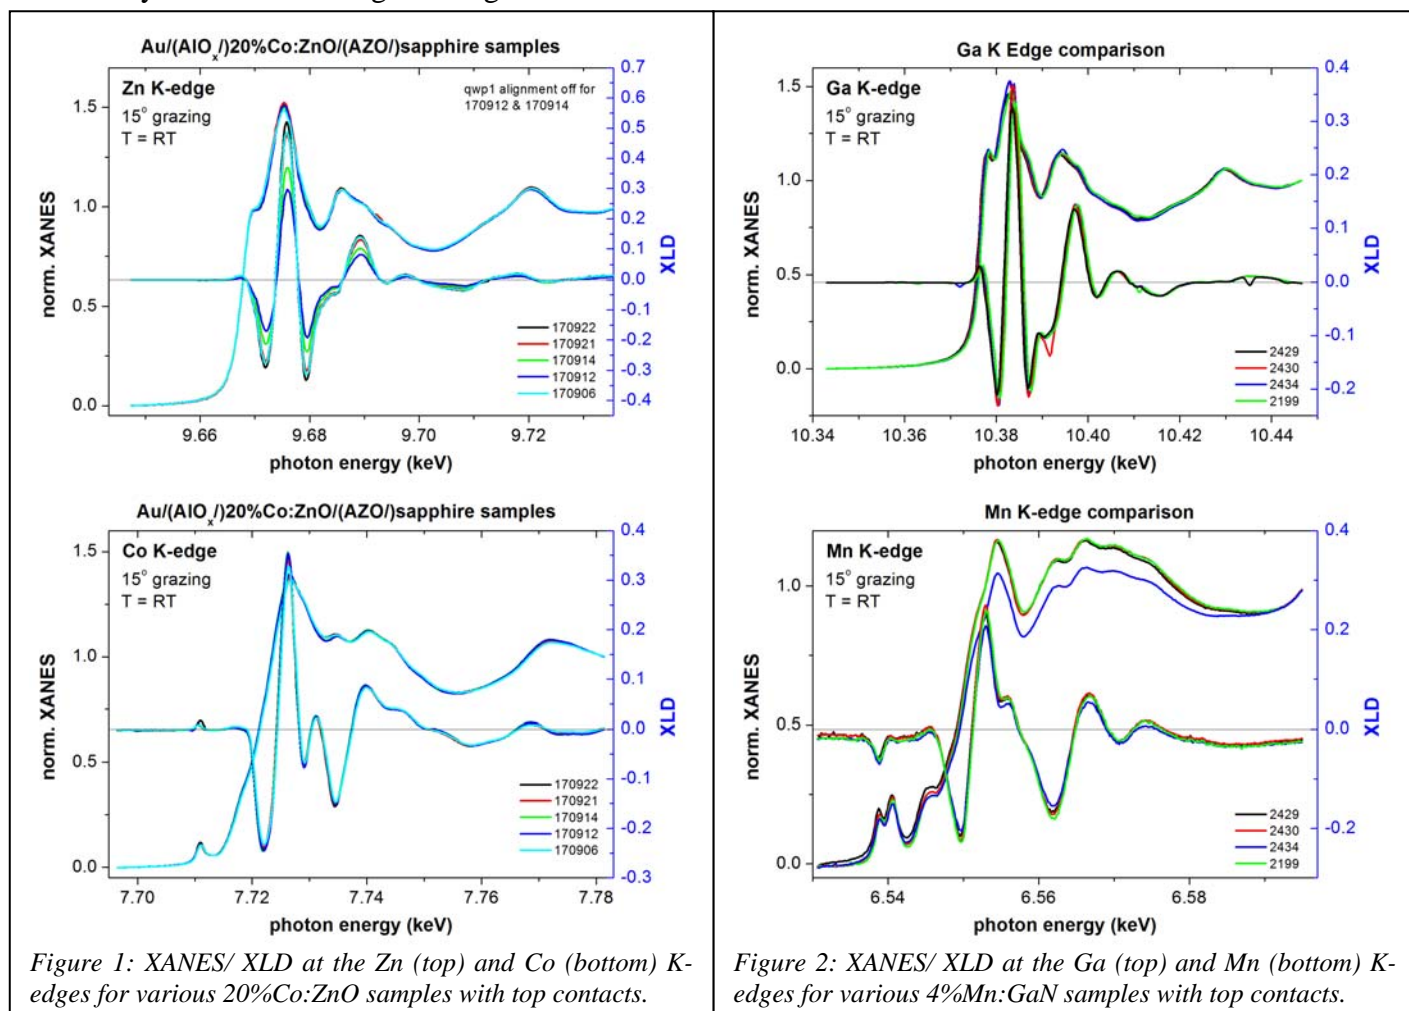 Au/(AlOx/)20%Co:ZnO/(AZO/)sapphire samples
Zn K-edge
15° grazing
T = RT
qwp1 alignment off for
170912 & 170914
norm. XANES
1.5
1.0
0.5
0.0
0.7
0.6
0.5
0.4
0.3
0.2
0.1
0.0
-0.1
-0.2
-0.3
-0.4
XLD
170922
170921
170914
170912
170906
9.66 9.68 9.70 9.72
photon energy (keV)
Au/(AlOx/)20%Co:ZnO/(AZO/)sapphire samples
Co K-edge
15° grazing
T = RT
norm. XANES
1.5
1.0
0.5
0.0
0.4
0.3
0.2
0.1
0.0
-0.1
-0.2
-0.3
XLD
170922
170921
170914
170912
170906
7.70 7.72 7.74 7.76 7.78
photon energy (keV)
Figure 1: XANES/ XLD at the Zn (top) and Co (bottom) K-
edges for various 20%Co:ZnO samples with top contacts.
Ga K Edge comparison
Ga K-edge
15° grazing
T = RT
norm. XANES
1.5
1.0
0.5
0.0
0.4
0.3
0.2
0.1
0.0
-0.1
-0.2
XLD
2429
2430
2434
2199
10.34 10.36 10.38 10.40 10.42 10.44
photon energy (keV)
Mn K-edge comparison
Mn K-edge
15° grazing
T = RT
norm. XANES
1.0
0.5
0.0
0.4
0.2
0.0
-0.2
XLD
2429
2430
2434
2199
6.54 6.56 6.58
photon energy (keV)
Figure 2: XANES/ XLD at the Ga (top) and Mn (bottom) K-
edges for various 4%Mn:GaN samples with top contacts.